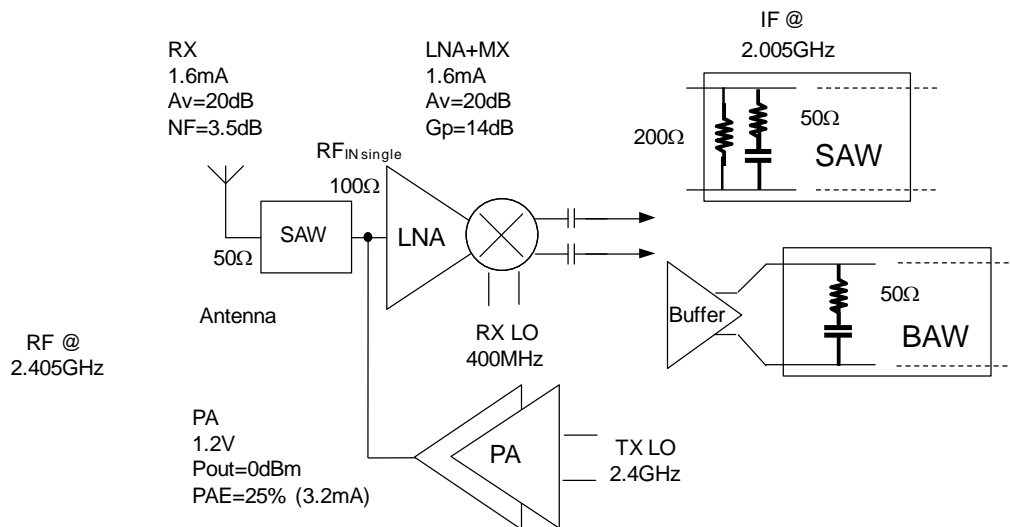 RX
1.6mA
Av=20dB
NF=3.5dB
LNA+MX
1.6mA
Av=20dB
Gp=14dB
IF @
2.005GHz
200Ω
50Ω
SAW
RFIN single
100Ω
SAW
50Ω
LNA
Antenna
RX LO
400MHz
Buffer
50Ω
BAW
RF @
2.405GHz
PA
1.2V
Pout=0dBm
PAE=25% (3.2mA)
PA
TX LO
2.4GHz